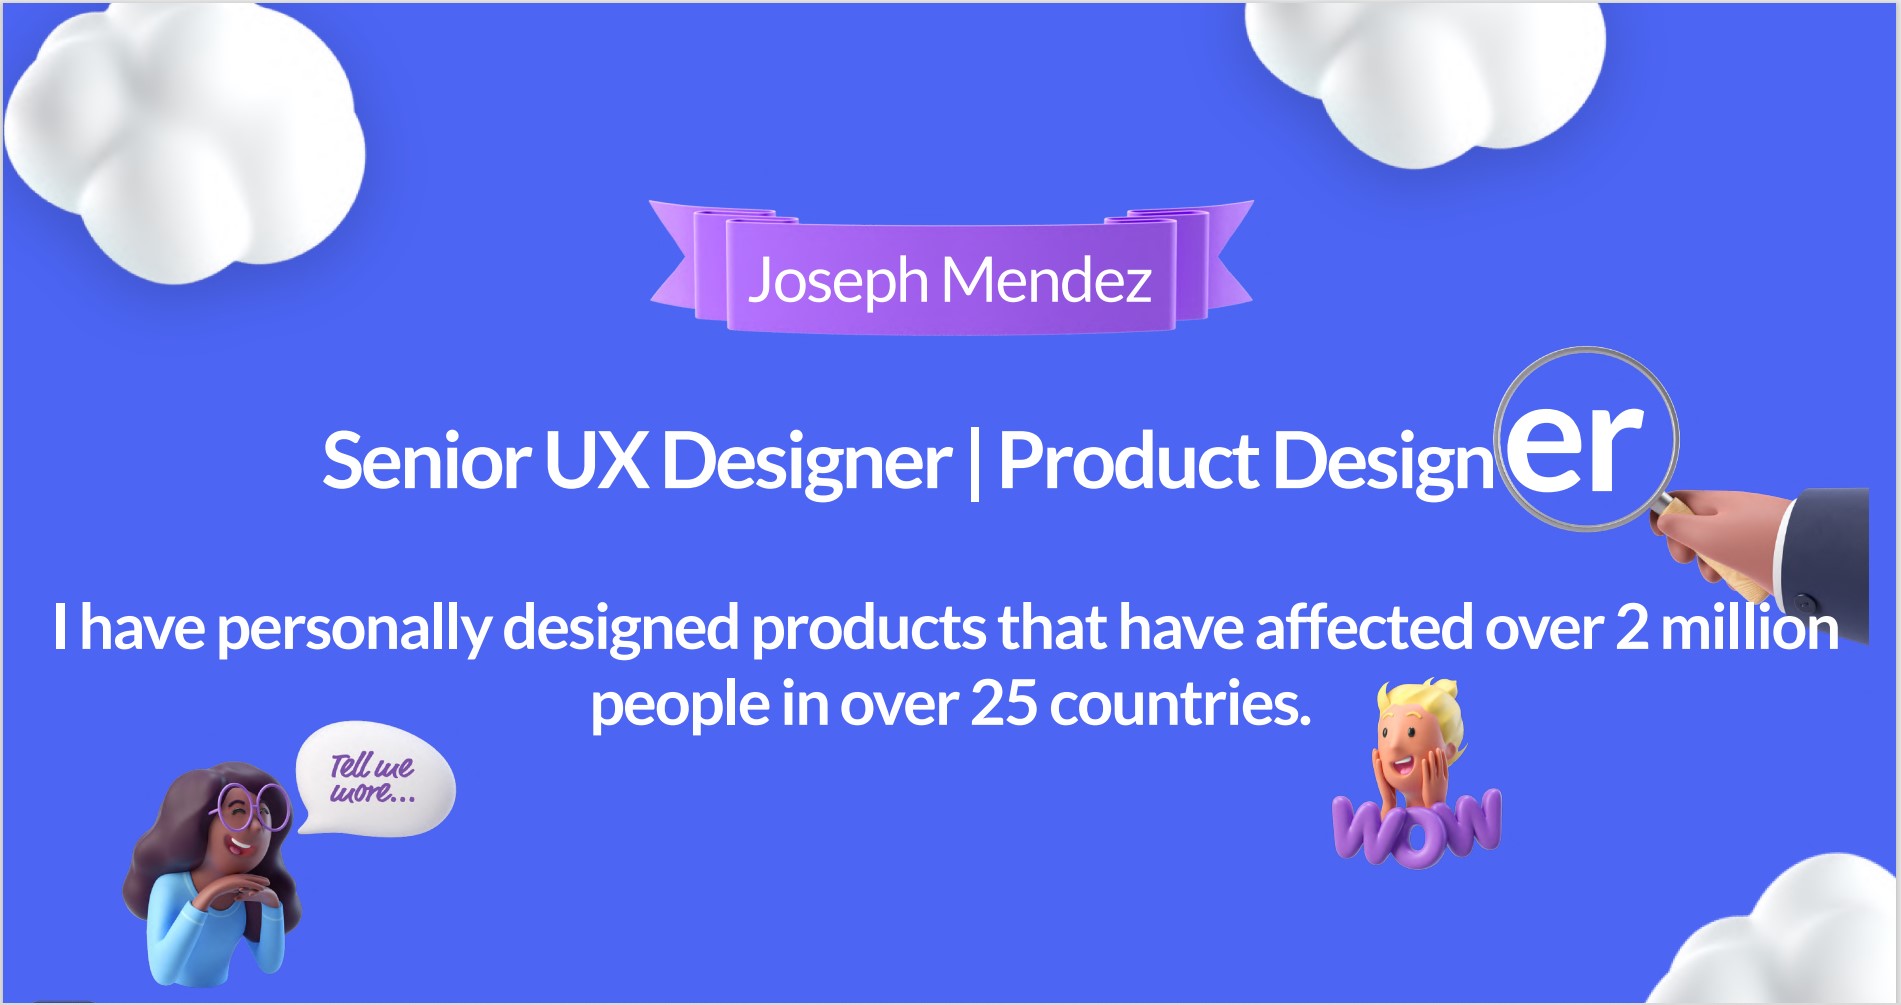 Joseph Mendez
Senior UX Designer | Product Designer
I have personally designed products that have affected over 2 million
people in over 25 countries.
Tell me
more...
WOW